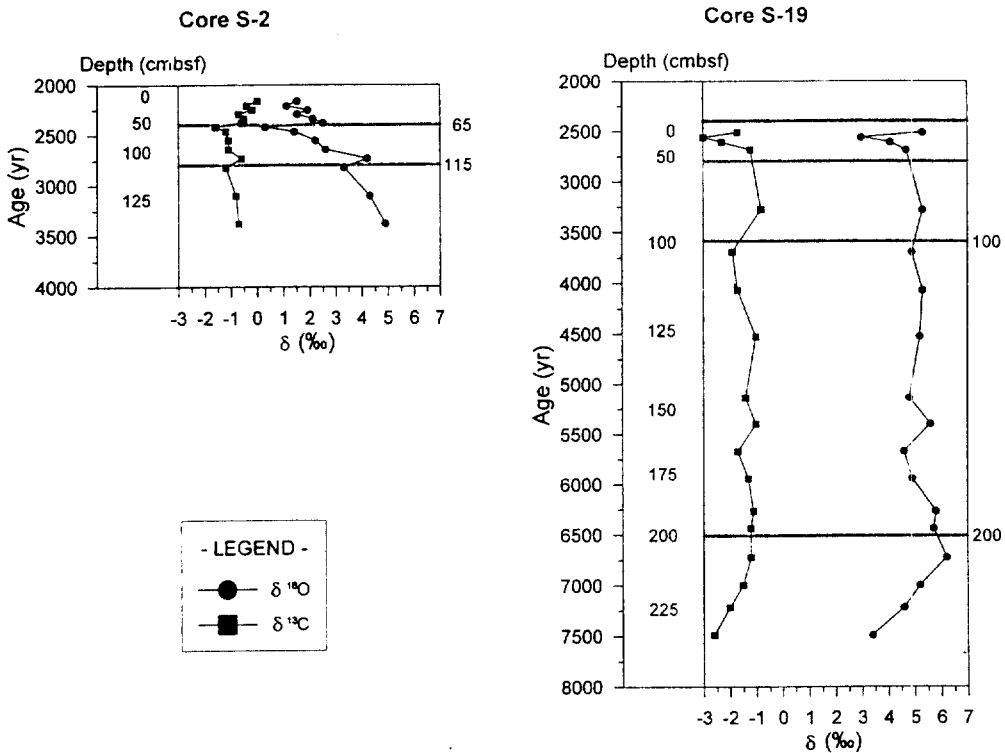 Core S-2
Depth (cmbsf)
2000
2500
3000
3500
4000
Age (yr)
0
50
100
125
65
115
-3 -2 -1 0 1 2 3 4 5 6 7
δ (‰)
- LEGEND -
δ 18O
δ 13C
Core S-19
Depth (cmbsf)
2000
2500
3000
3500
4000
4500
5000
5500
6000
6500
7000
7500
8000
Age (yr)
0
50
100
125
150
175
200
225
100
200
-3 -2 -1 0 1 2 3 4 5 6 7
δ (‰)